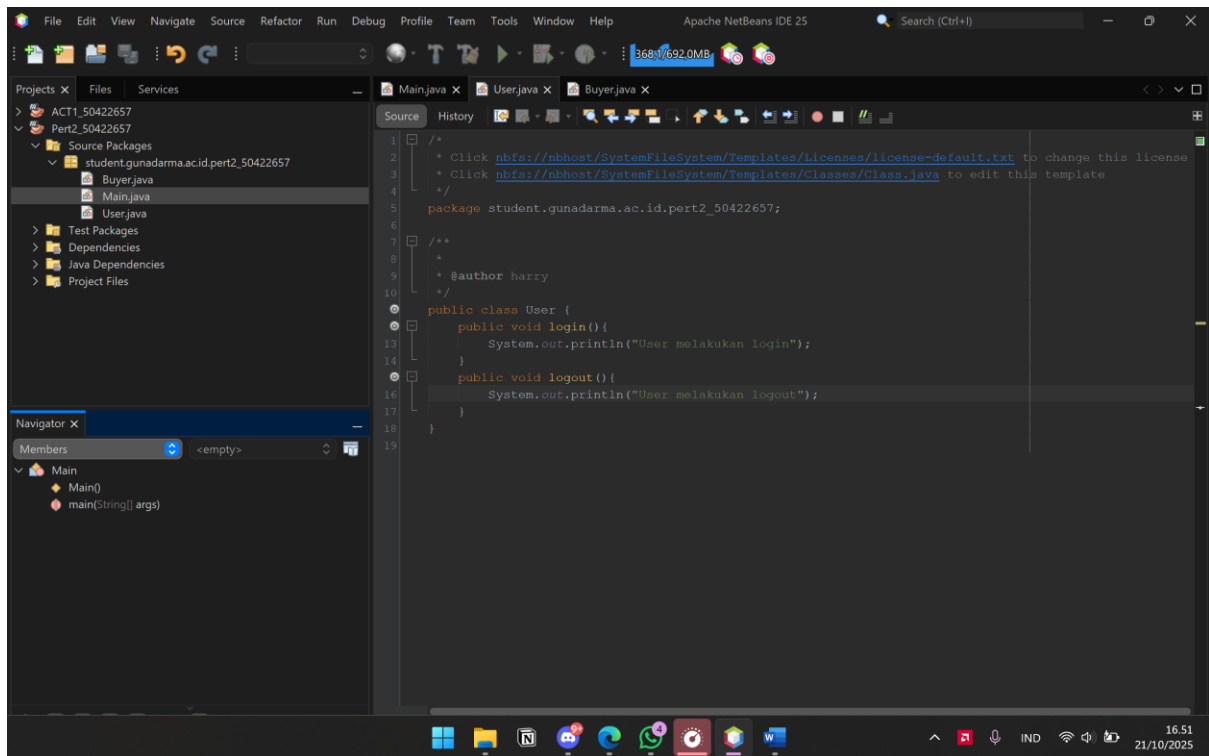 File Edit View Navigate Source Refactor Run Debug Profile Team Tools Window Help Apache NetBeans IDE 25 Search (Ctrl+I)
368,1/692,0MB
Projects Files Services
ACT1_50422657
Pert2_50422657
Source Packages
student.gunadarma.ac.id.pert2_50422657
Buyer.java
Main.java
User.java
Test Packages
Dependencies
Java Dependencies
Project Files
Navigator
Members <empty>
Main
Main()
main(String[] args)
Main.java User.java Buyer.java
Source History
1 /*
2 * Click nbfs://nbhost/SystemFileSystem/Templates/Licenses/license-default.txt to change this license
3 * Click nbfs://nbhost/SystemFileSystem/Templates/Classes/Class.java to edit this template
4 */
5 package student.gunadarma.ac.id.pert2_50422657;
6
7 /**
8 *
9 * @author harry
10 */
public class User {
public void login(){
13 System.out.println("User melakukan login");
14 }
public void logout(){
16 System.out.println("User melakukan logout");
17 }
18 }
19
9+ 4
IND
16.51
21/10/2025